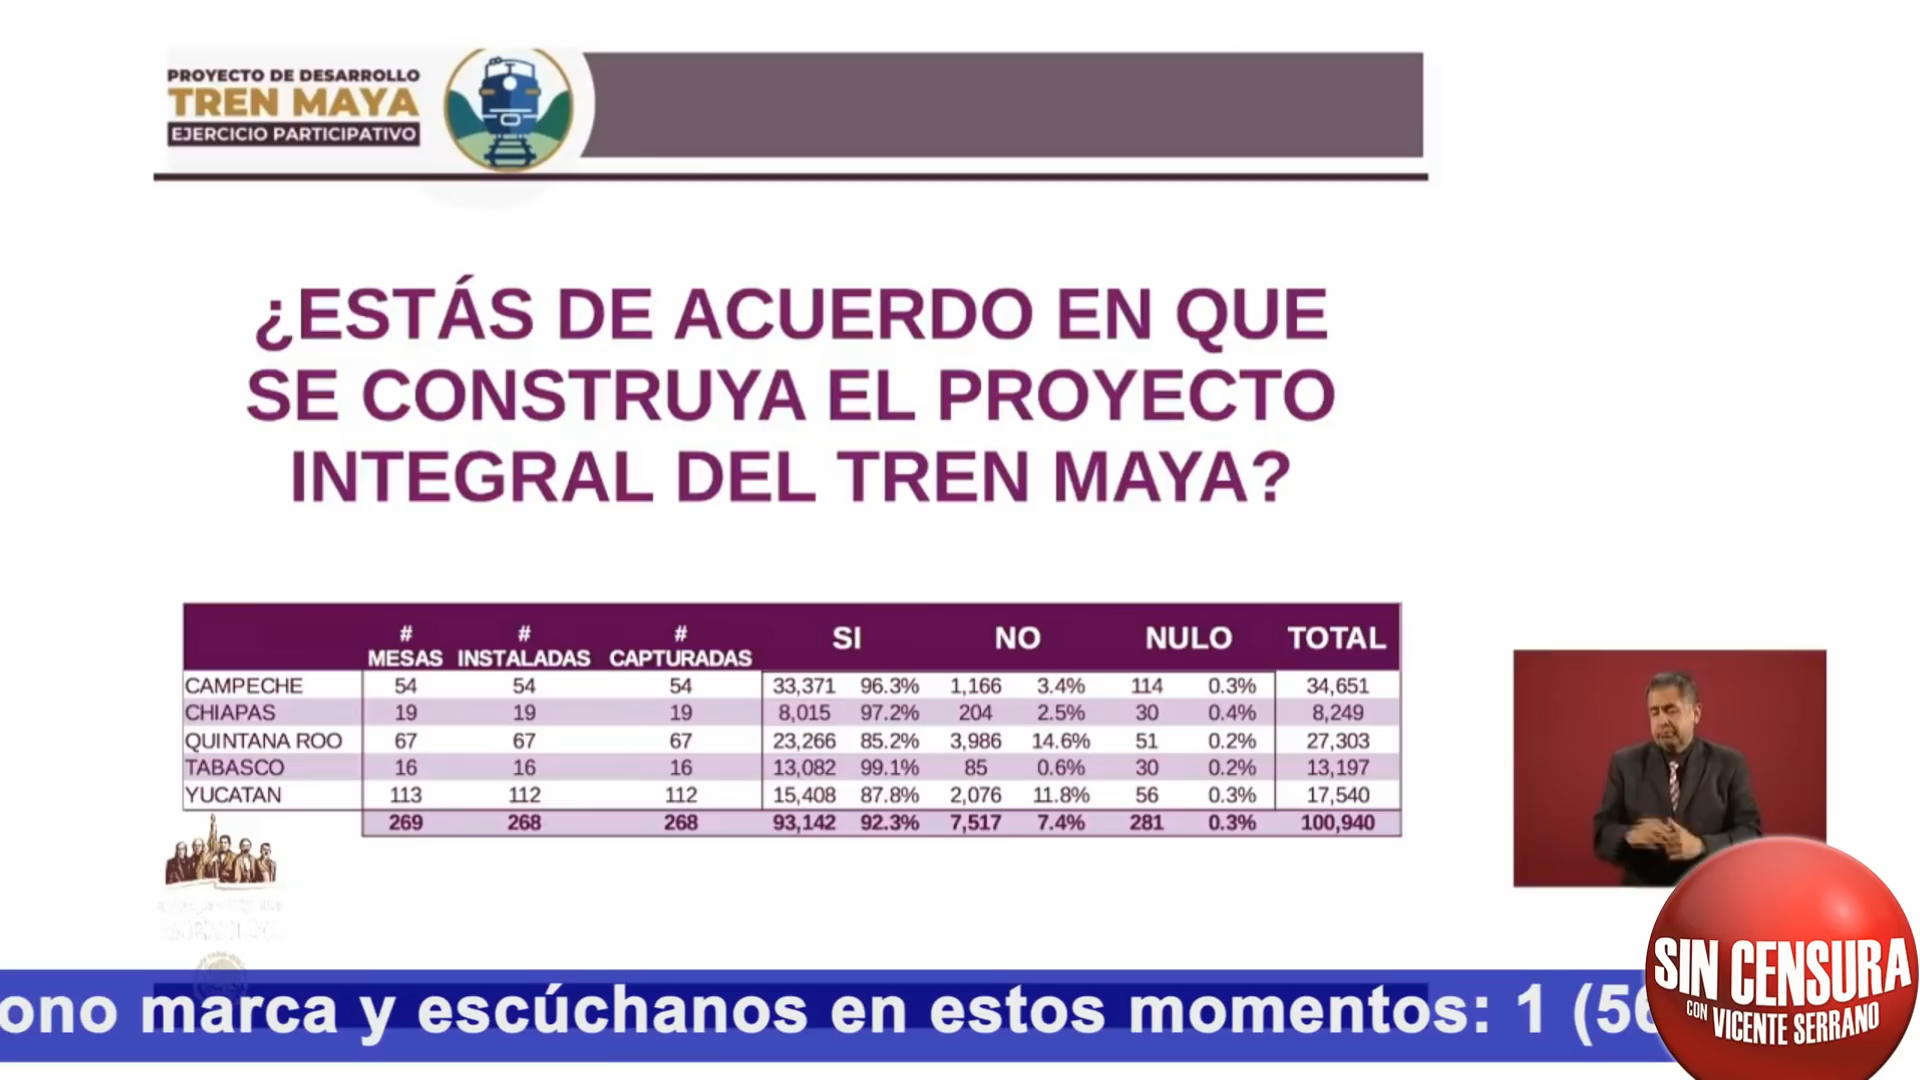 PROYECTO DE DESARROLLO
TREN MAYA
EJERCICIO PARTICIPATIVO
¿ESTÁS DE ACUERDO EN QUE
SE CONSTRUYA EL PROYECTO
INTEGRAL DEL TREN MAYA?
# MESAS # INSTALADAS # CAPTURADAS SI NO NULO TOTAL
CAMPECHE 54 54 54 33,371 96.3% 1,166 3.4% 114 0.3% 34,651
CHIAPAS 19 19 19 8,015 97.2% 204 2.5% 30 0.4% 8,249
QUINTANA ROO 67 67 67 23,266 85.2% 3,986 14.6% 51 0.2% 27,303
TABASCO 16 16 16 13,082 99.1% 85 0.6% 30 0.2% 13,197
YUCATAN 113 112 112 15,408 87.8% 2,076 11.8% 56 0.3% 17,540
269 268 268 93,142 92.3% 7,517 7.4% 281 0.3% 100,940
ono marca y escúchanos en estos momentos: 1 (56
SIN CENSURA
CON VICENTE SERRANO